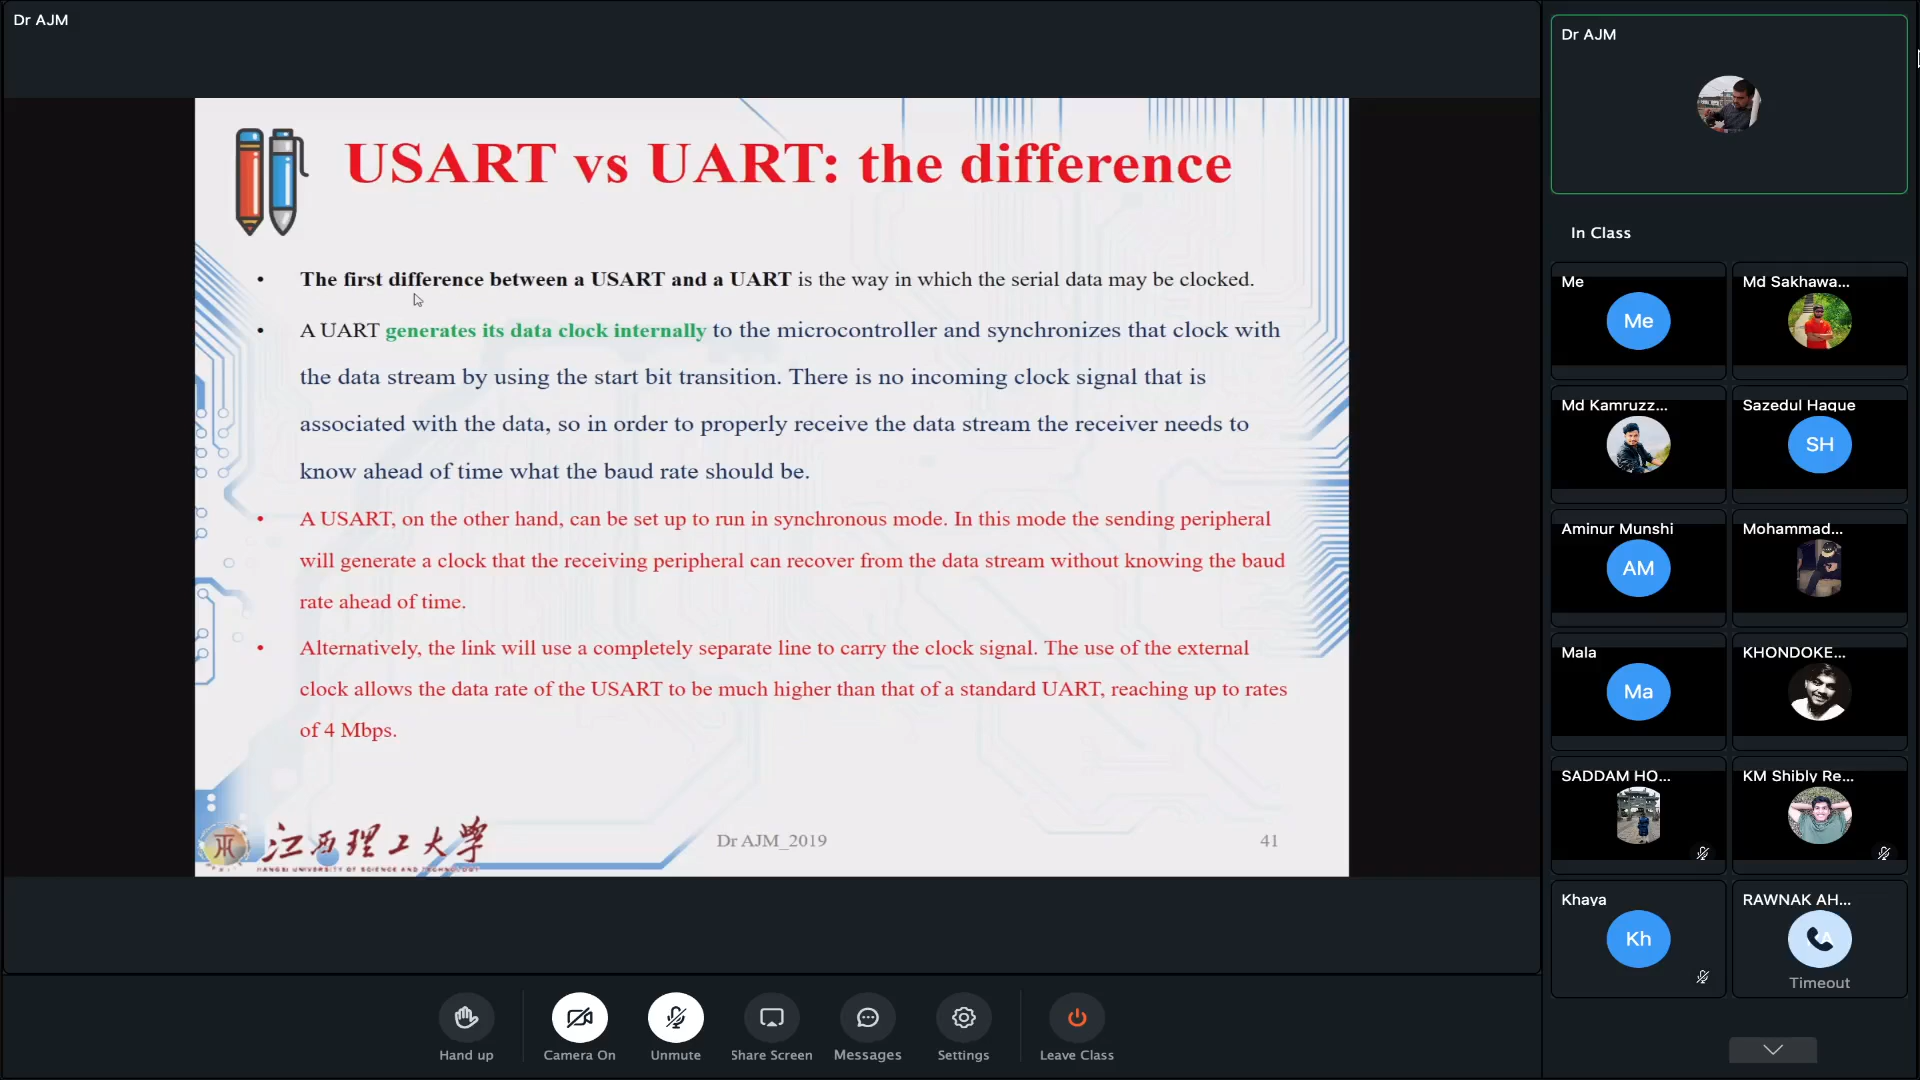 Dr AJM
USART vs UART: the difference
• The first difference between a USART and a UART is the way in which the serial data may be clocked.
• A UART generates its data clock internally to the microcontroller and synchronizes that clock with
the data stream by using the start bit transition. There is no incoming clock signal that is
associated with the data, so in order to properly receive the data stream the receiver needs to
know ahead of time what the baud rate should be.
• A USART, on the other hand, can be set up to run in synchronous mode. In this mode the sending peripheral
will generate a clock that the receiving peripheral can recover from the data stream without knowing the baud
rate ahead of time.
• Alternatively, the link will use a completely separate line to carry the clock signal. The use of the external
clock allows the data rate of the USART to be much higher than that of a standard UART, reaching up to rates
of 4 Mbps.
江西理工大学
JIANGXI UNIVERSITY OF SCIENCE AND TECHNOLOGY
Dr AJM_2019
41
Hand up
Camera On
Unmute
Share Screen
Messages
Settings
Leave Class
Dr AJM
In Class
Me
Me
Md Sakhawa...
Md Kamruzz...
Sazedul Haque
SH
Aminur Munshi
AM
Mohammad...
Mala
Ma
KHONDOKE...
SADDAM HO...
KM Shibly Re...
Khaya
Kh
RAWNAK AH...
Timeout